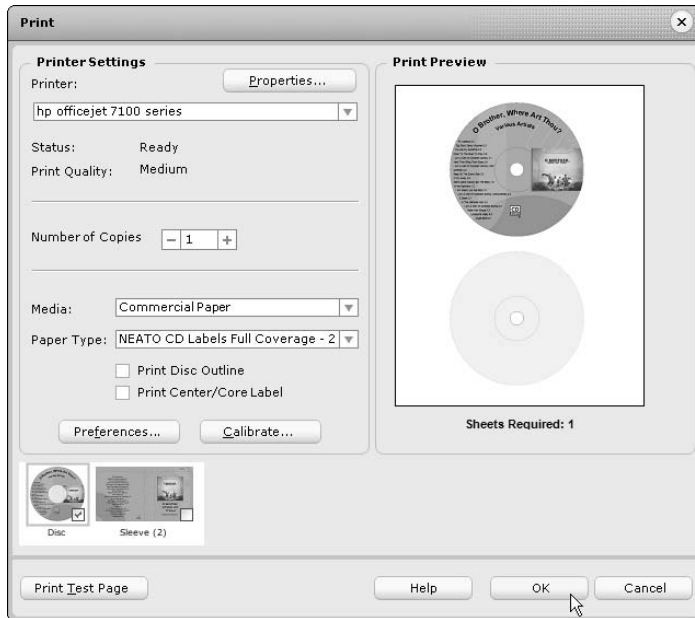 Print
Printer Settings
Printer:
Properties...
hp officejet 7100 series
Status: Ready
Print Quality: Medium
Number of Copies
1
Media: Commercial Paper
Paper Type: NEATO CD Labels Full Coverage - 2
Print Disc Outline
Print Center/Core Label
Preferences...
Calibrate...
Print Preview
O Brother, Where Art Thou?
Various Artists
Sheets Required: 1
Disc
Sleeve (2)
Print Test Page
Help
OK
Cancel